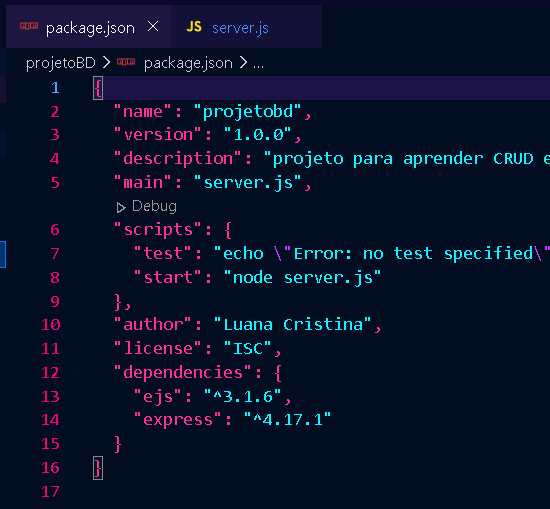 package.json × JS server.js
projetoBD > package.json > ...
1 {
2 "name": "projetobd",
3 "version": "1.0.0",
4 "description": "projeto para aprender CRUD e
5 "main": "server.js",
Debug
6 "scripts": {
7 "test": "echo \"Error: no test specified\"
8 "start": "node server.js"
9 },
10 "author": "Luana Cristina",
11 "license": "ISC",
12 "dependencies": {
13 "ejs": "^3.1.6",
14 "express": "^4.17.1"
15 }
16 }
17